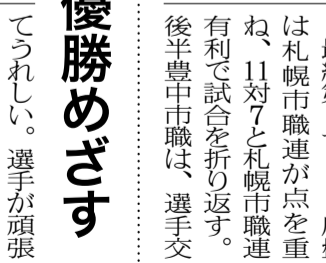 は札幌市職連が点を重
ね、11対7と札幌市職連
有利で試合を折り返す。
後半豊中市職は、選手交
優勝めざす
てうれしい。選手が頑張